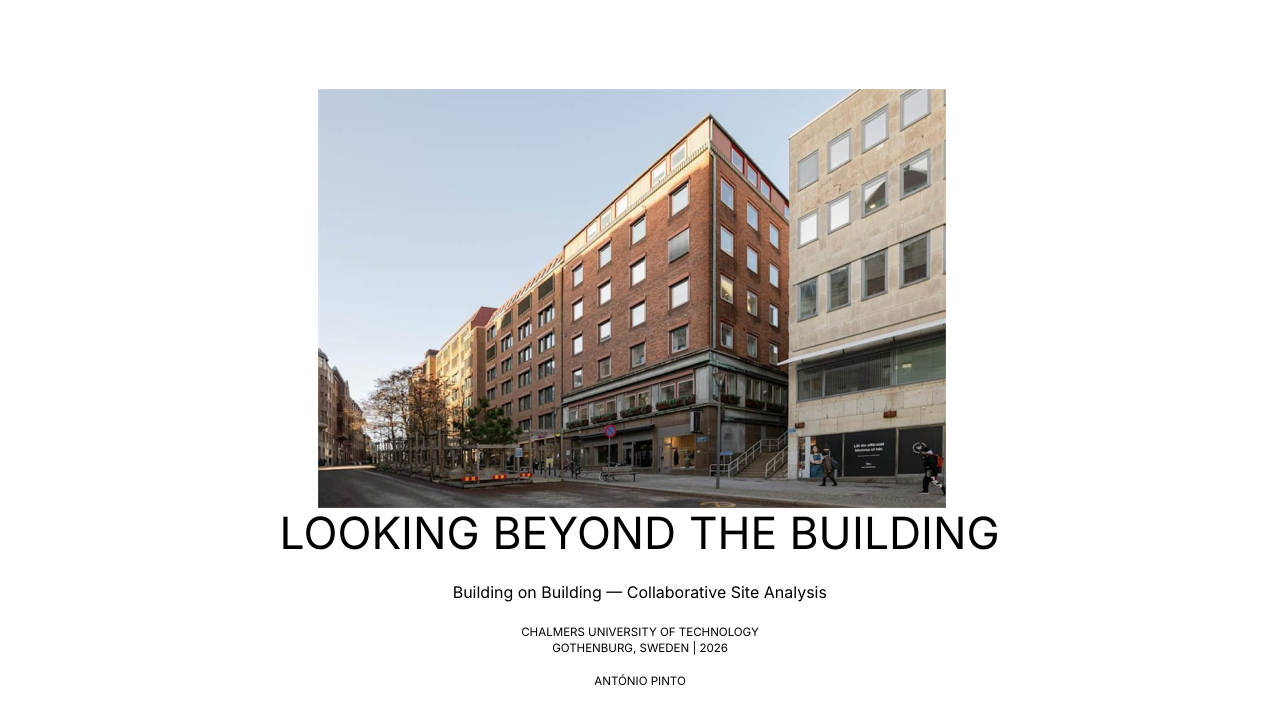 LOOKING BEYOND THE BUILDING
Building on Building — Collaborative Site Analysis
CHALMERS UNIVERSITY OF TECHNOLOGY
GOTHENBURG, SWEDEN | 2026
ANTÓNIO PINTO